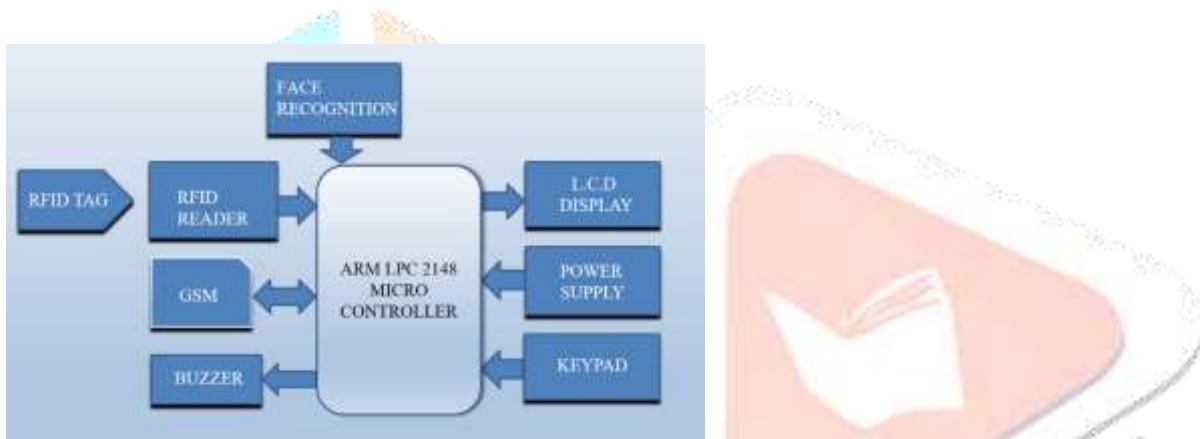 FACE
RECOGNITION
RFID TAG
RFID
READER
L.C.D
DISPLAY
ARM LPC 2148
MICRO
CONTROLLER
GSM
POWER
SUPPLY
BUZZER
KEYPAD